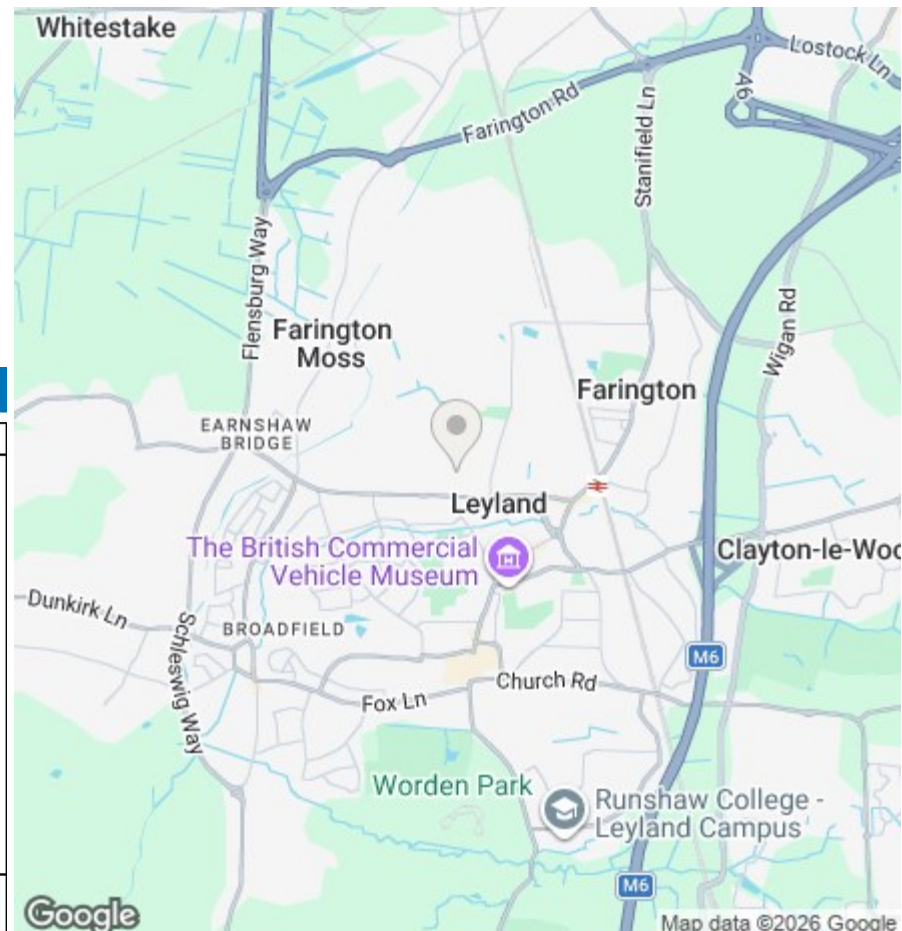 Whitestake
Lostock Ln
A6
Farington Rd
Stanifield Ln
Flensburg Way
Wigan Rd
Farington
Moss
Farington
EARNSHAW
BRIDGE
Leyland
The British Commercial
Vehicle Museum
Clayton-le-Woo
Dunkirk Ln
BROADFIELD
Schleswig Way
M6
Church Rd
Fox Ln
Worden Park
Runshaw College -
Leyland Campus
M6
Google
Map data ©2026 Google